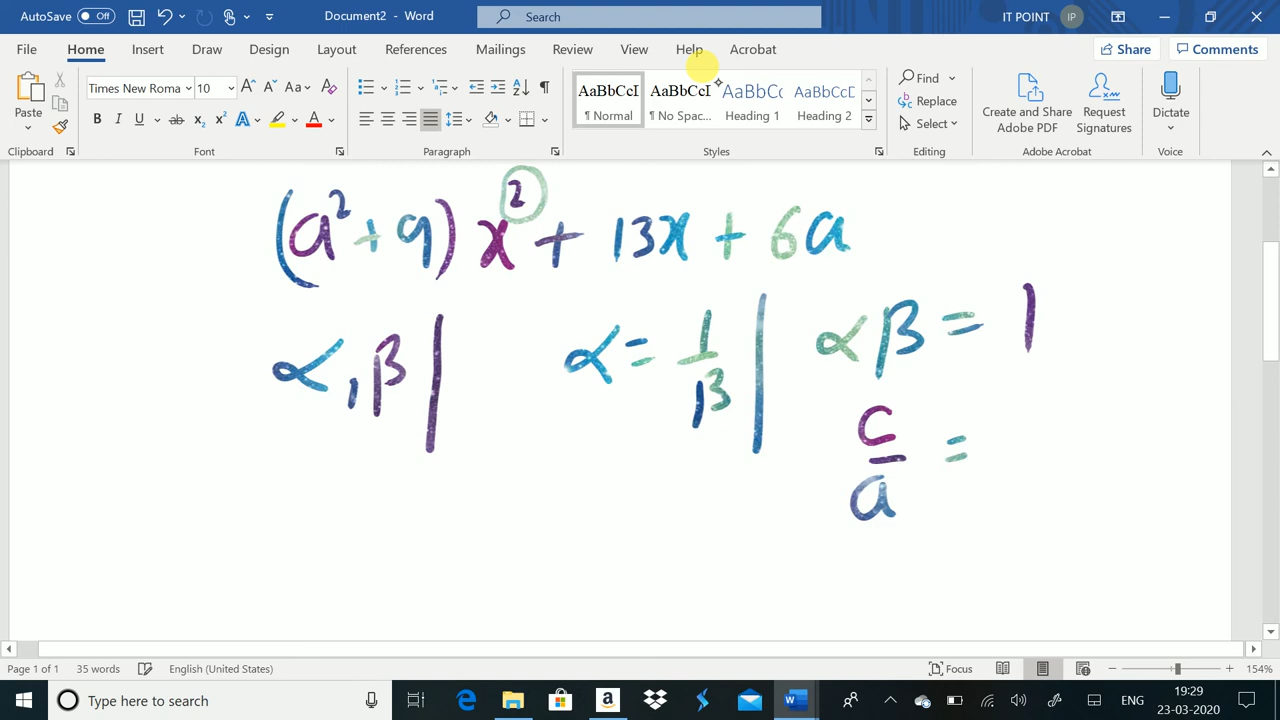 AutoSave Off Document2 - Word Search IT POINT IP
File Home Insert Draw Design Layout References Mailings Review View Help Acrobat Share Comments
Paste Times New Roma 10 Aa
AaBbCcI AaBbCcI AaBbCc AaBbCcD
¶ Normal ¶ No Spac... Heading 1 Heading 2
Find
Replace
Select
Create and Share Adobe PDF
Request Signatures
Dictate
Clipboard Font Paragraph Styles Editing Adobe Acrobat Voice
(a² + 9) x² + 13x + 6a
α, β | α = 1/β | αβ = 1
c/a =
Page 1 of 1 35 words English (United States) Focus 154%
Type here to search ENG 19:29
23-03-2020